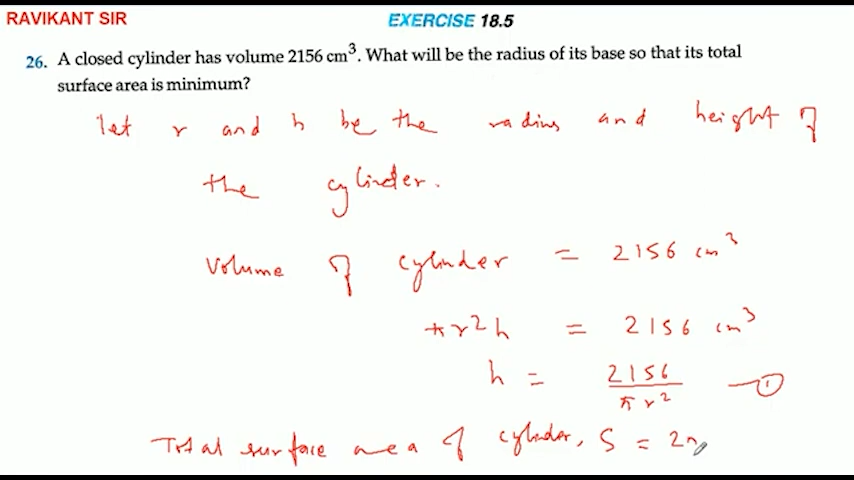 RAVIKANT SIR
EXERCISE 18.5
26. A closed cylinder has volume 2156 cm³. What will be the radius of its base so that its total
surface area is minimum?
let r and h be the radius and height of
the cylinder.
Volume of cylinder = 2156 cm³
πr²h = 2156 cm³
h = 2156/πr² —①
Total surface area of cylinder, S = 2π